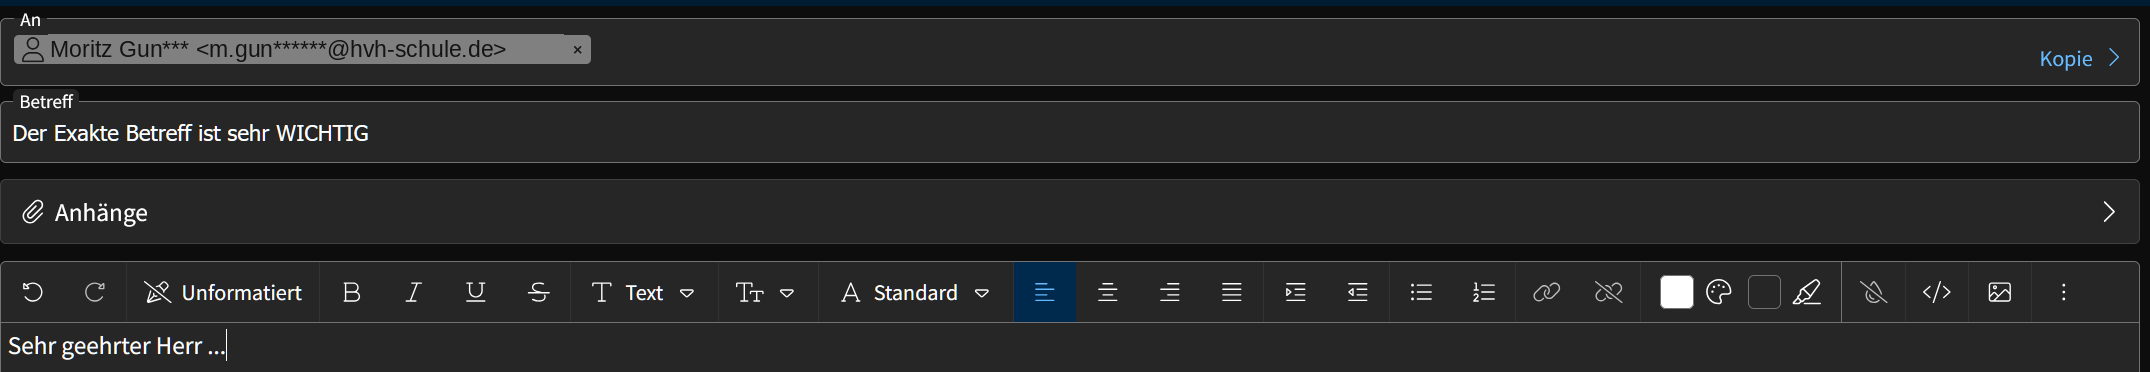 An
Moritz Gun*** <m.gun******@hvh-schule.de> ×
Kopie
Betreff
Der Exakte Betreff ist sehr WICHTIG
Anhänge
Unformatiert B I U S T Text TT A Standard </>
Sehr geehrter Herr ...